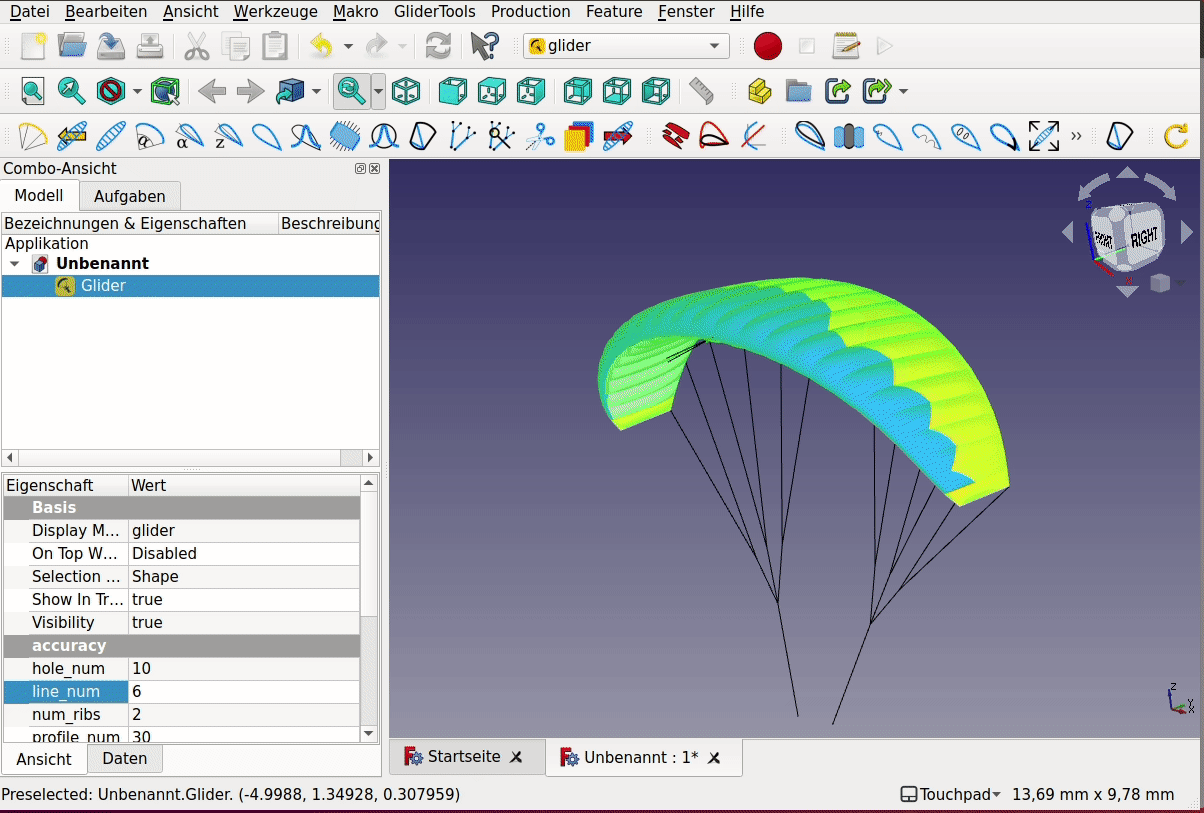 Datei Bearbeiten Ansicht Werkzeuge Makro GliderTools Production Feature Fenster Hilfe
glider
Combo-Ansicht
Modell Aufgaben
Bezeichnungen & Eigenschaften Beschreibung
Applikation
Unbenannt
Glider
Eigenschaft Wert
Basis
Display M... glider
On Top W... Disabled
Selection ... Shape
Show In Tr... true
Visibility true
accuracy
hole_num 10
line_num 6
num_ribs 2
profile_num 30
Ansicht Daten
FRONT RIGHT
Z
Y
X
Startseite Unbenannt : 1*
Preselected: Unbenannt.Glider. (-4.9988, 1.34928, 0.307959) Touchpad 13,69 mm x 9,78 mm